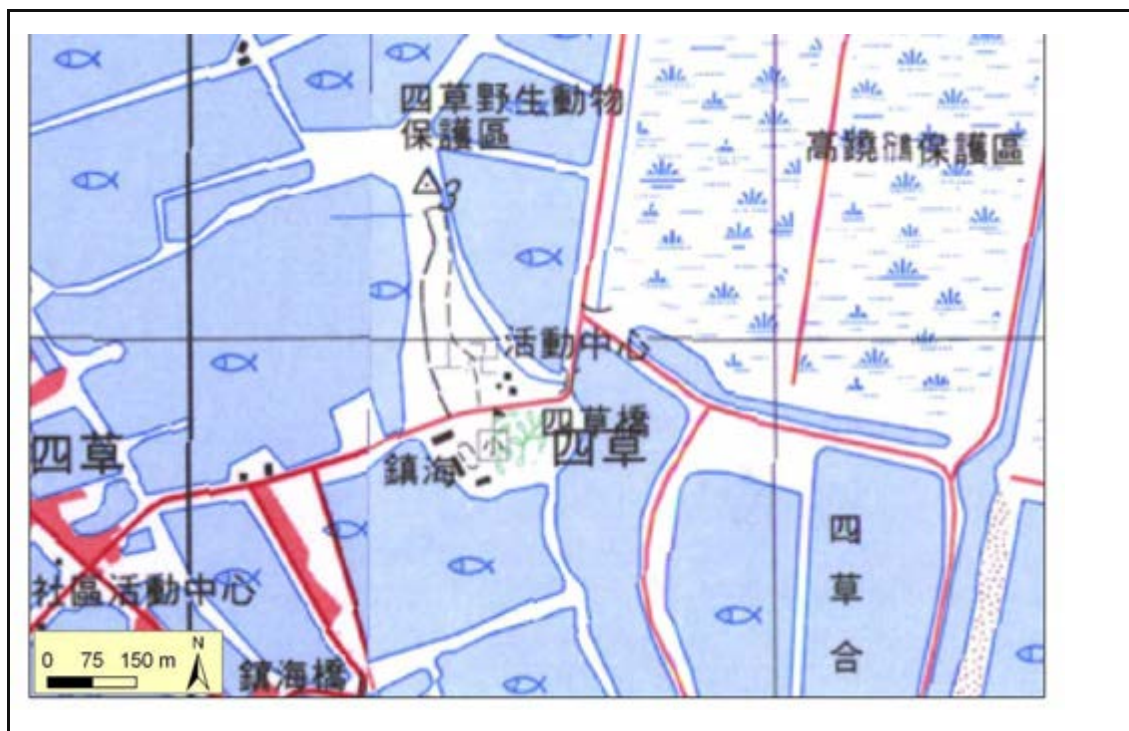 四草野生動物
保護區
高蹺鴴保護區
活動中心
四草橋
四草
四草
鎮海
小
四
草
合
社區活動中心
鎮海橋
0 75 150 m
N